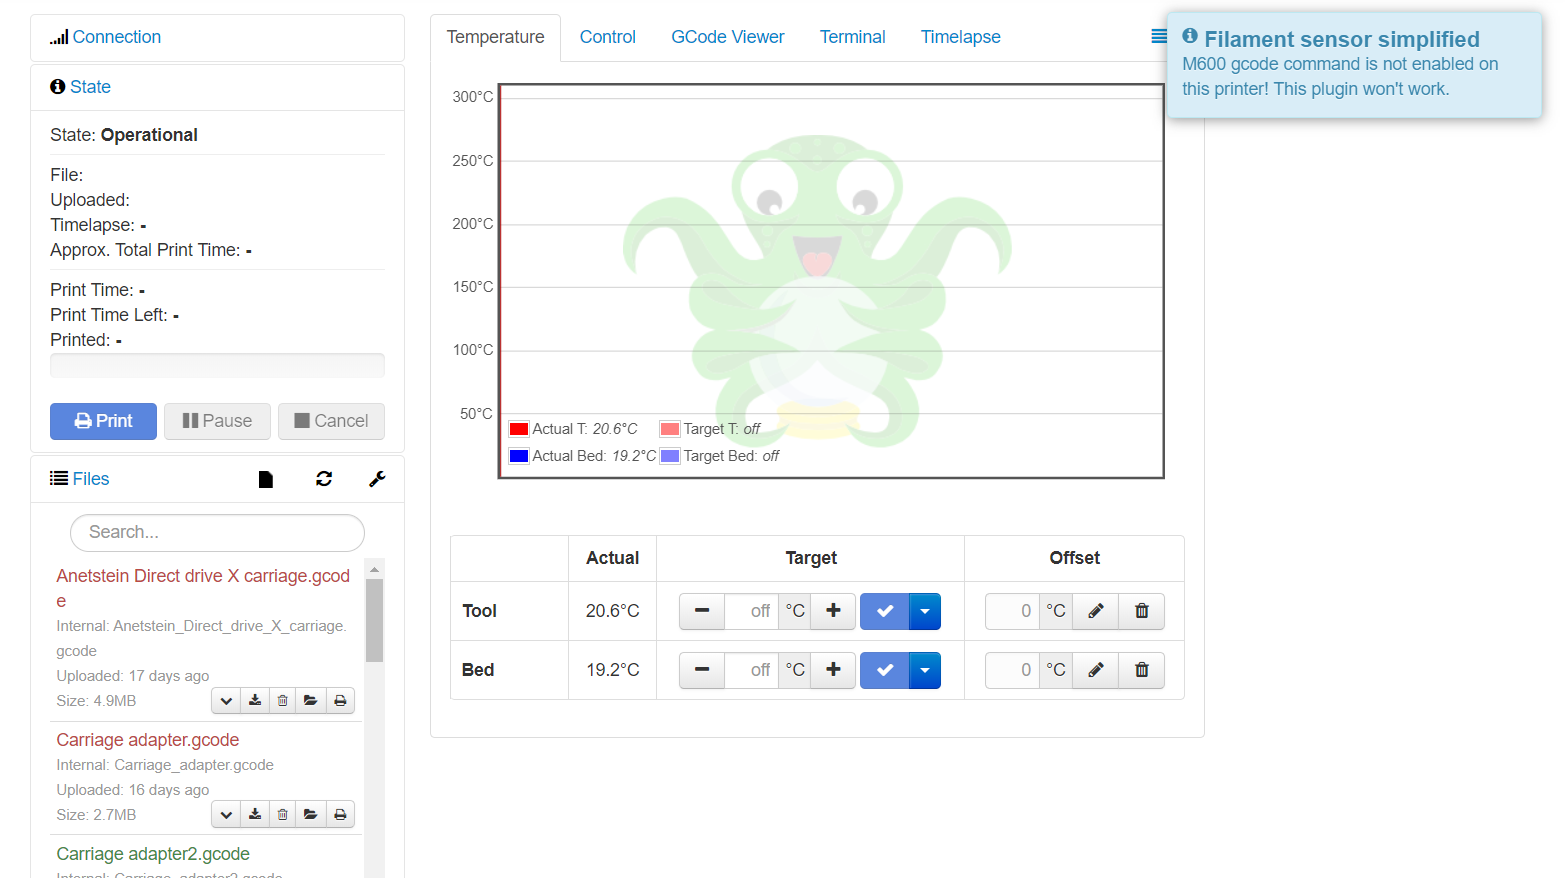 Connection
State
State: Operational
File:
Uploaded:
Timelapse: -
Approx. Total Print Time: -
Print Time: -
Print Time Left: -
Printed: -
Print
Pause
Cancel
Files
Search...
Anetstein Direct drive X carriage.gcod
e
Internal: Anetstein_Direct_drive_X_carriage.
gcode
Uploaded: 17 days ago
Size: 4.9MB
Carriage adapter.gcode
Internal: Carriage_adapter.gcode
Uploaded: 16 days ago
Size: 2.7MB
Carriage adapter2.gcode
Internal: Carriage_adapter2.gcode
Temperature Control GCode Viewer Terminal Timelapse
300°C
250°C
200°C
150°C
100°C
50°C
Actual T: 20.6°C Target T: off
Actual Bed: 19.2°C Target Bed: off
Actual Target Offset
Tool 20.6°C off °C 0 °C
Bed 19.2°C off °C 0 °C
Filament sensor simplified
M600 gcode command is not enabled on
this printer! This plugin won't work.